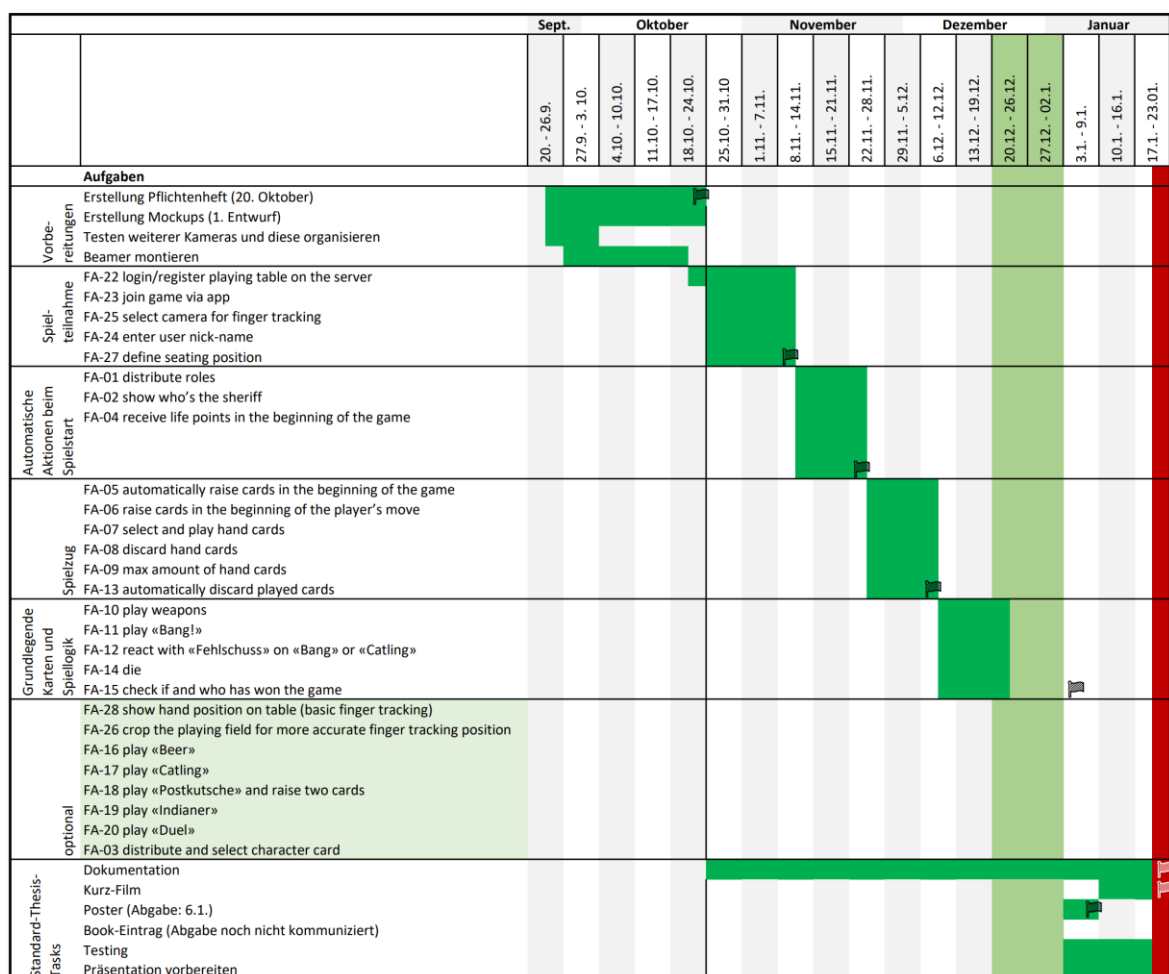 Sept.	Oktober	November	Dezember	Januar
20. - 26.9.	27.9. - 3. 10.	4.10. - 10.10.	11.10. - 17.10.	18.10. - 24.10.	25.10. - 31.10	1.11. - 7.11.	8.11. - 14.11.	15.11. - 21.11.	22.11. - 28.11.	29.11. - 5.12.	6.12. - 12.12.	13.12. - 19.12.	20.12. - 26.12.	27.12. - 02.1.	3.1. - 9.1.	10.1. - 16.1.	17.1. - 23.01.
Aufgaben
Vorbe-
reitungen
Erstellung Pflichtenheft (20. Oktober)
Erstellung Mockups (1. Entwurf)
Testen weiterer Kameras und diese organisieren
Beamer montieren
Spiel-
teilnahme
FA-22 login/register playing table on the server
FA-23 join game via app
FA-25 select camera for finger tracking
FA-24 enter user nick-name
FA-27 define seating position
Automatische
Aktionen beim
Spielstart
FA-01 distribute roles
FA-02 show who's the sheriff
FA-04 receive life points in the beginning of the game
Spielzug
FA-05 automatically raise cards in the beginning of the game
FA-06 raise cards in the beginning of the player's move
FA-07 select and play hand cards
FA-08 discard hand cards
FA-09 max amount of hand cards
FA-13 automatically discard played cards
Grundlegende
Karten und
Spiellogik
FA-10 play weapons
FA-11 play «Bang!»
FA-12 react with «Fehlschuss» on «Bang» or «Catling»
FA-14 die
FA-15 check if and who has won the game
optional
FA-28 show hand position on table (basic finger tracking)
FA-26 crop the playing field for more accurate finger tracking position
FA-16 play «Beer»
FA-17 play «Catling»
FA-18 play «Postkutsche» and raise two cards
FA-19 play «Indianer»
FA-20 play «Duel»
FA-03 distribute and select character card
Standard-Thesis-
Tasks
Dokumentation
Kurz-Film
Poster (Abgabe: 6.1.)
Book-Eintrag (Abgabe noch nicht kommuniziert)
Testing
Präsentation vorbereiten